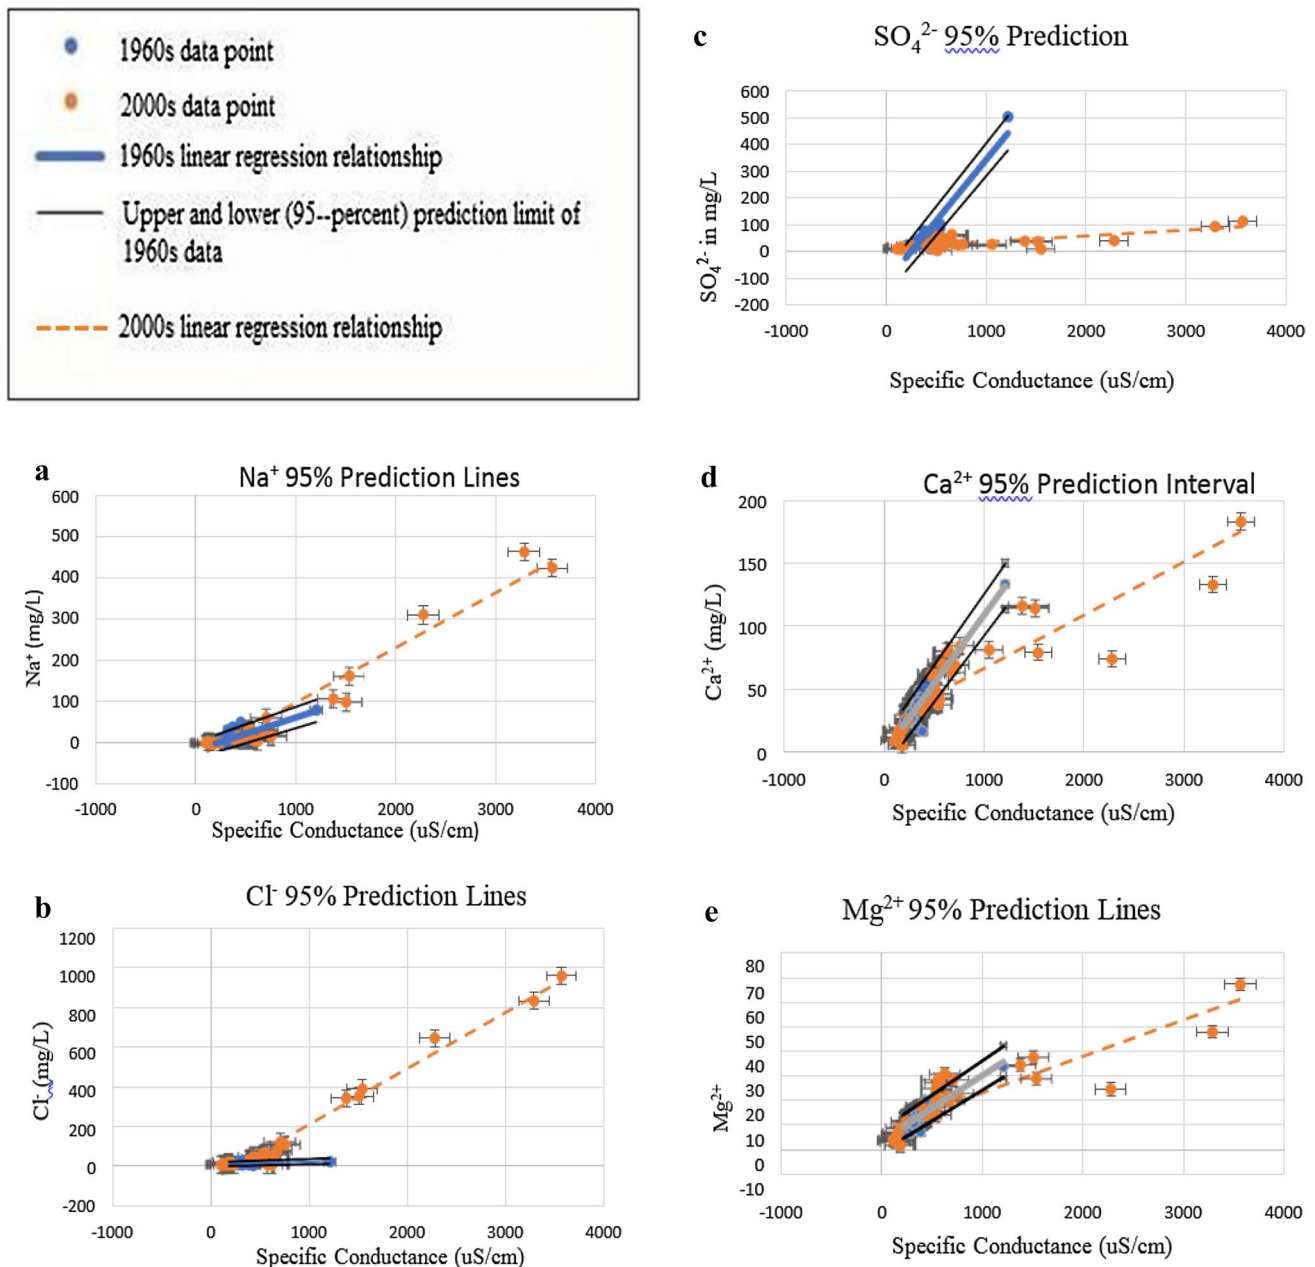 1960s data point
2000s data point
1960s linear regression relationship
Upper and lower (95--percent) prediction limit of
1960s data
2000s linear regression relationship
c
SO₄²⁻ 95% Prediction
600
500
400
300
200
100
0
-100
-200
-1000 0 1000 2000 3000 4000
SO₄²⁻ in mg/L
Specific Conductance (uS/cm)
a
Na⁺ 95% Prediction Lines
600
500
400
300
200
100
0
-100
-1000 0 1000 2000 3000 4000
Na⁺ (mg/L)
Specific Conductance (uS/cm)
d
Ca²⁺ 95% Prediction Interval
200
150
100
50
0
-1000 0 1000 2000 3000 4000
Ca²⁺ (mg/L)
Specific Conductance (uS/cm)
b
Cl⁻ 95% Prediction Lines
1200
1000
800
600
400
200
0
-200
-1000 0 1000 2000 3000 4000
Cl⁻ (mg/L)
Specific Conductance (uS/cm)
e
Mg²⁺ 95% Prediction Lines
80
70
60
50
40
30
20
10
0
-10
-1000 0 1000 2000 3000 4000
Mg²⁺
Specific Conductance (uS/cm)